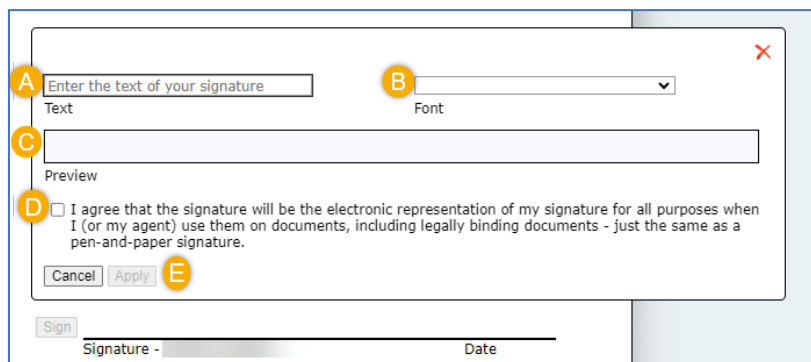 A Enter the text of your signature B
Text Font
C
Preview
D I agree that the signature will be the electronic representation of my signature for all purposes when
I (or my agent) use them on documents, including legally binding documents - just the same as a
pen-and-paper signature.
Cancel Apply E
Sign
Signature - Date